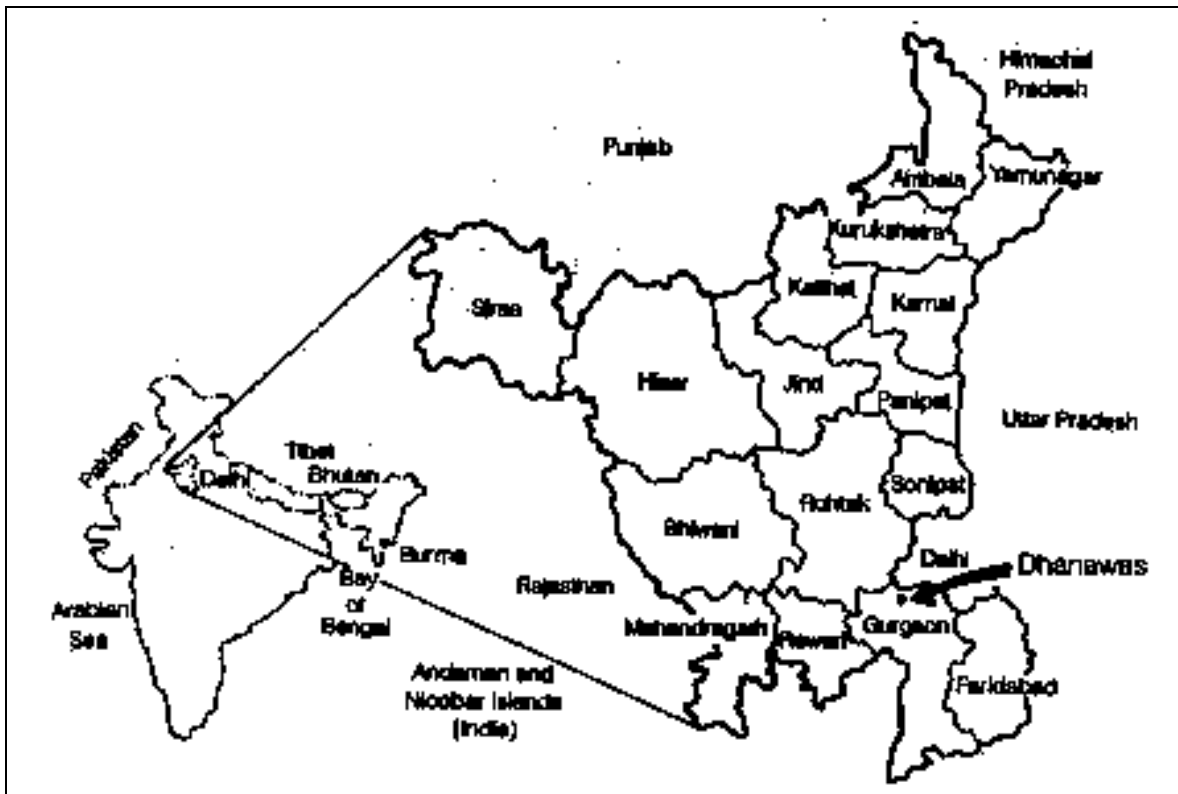 Himachal
Pradesh
Punjab
Ambala
Yamunagar
Kurukshetra
Kaithal
Karnal
Sirsa
Hisar
Jind
Panipat
Uttar Pradesh
Pakistan
Tibet
Bhutan
Delhi
Rohtak
Sonipat
Bhiwani
Burma
Delhi
Dhanawas
Bay
of
Bengal
Rajasthan
Arabian
Sea
Mahandragarh
Rewari
Gurgaon
Faridabad
Andaman and
Nicobar Islands
(India)